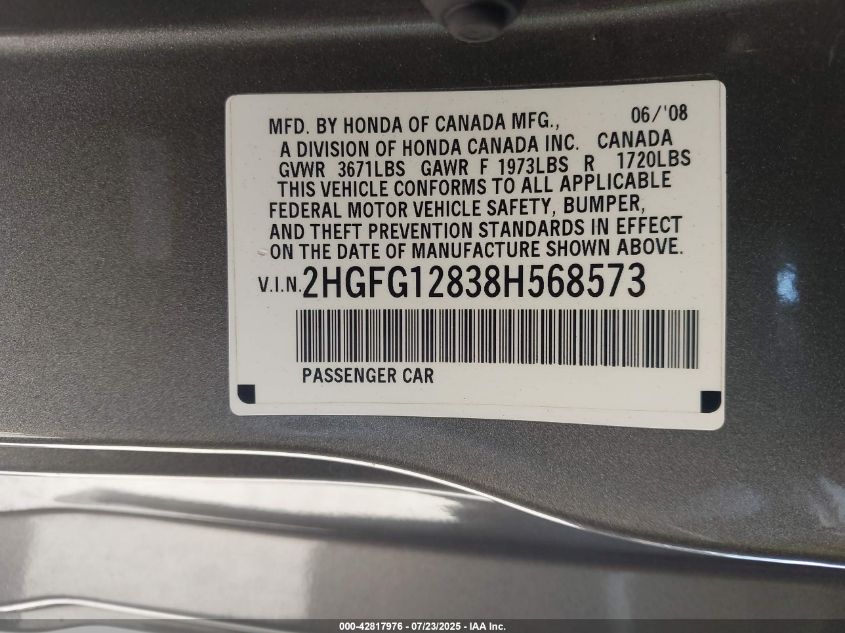 MFD. BY HONDA OF CANADA MFG., 06/'08
A DIVISION OF HONDA CANADA INC. CANADA
GVWR 3671LBS GAWR F 1973LBS R 1720LBS
THIS VEHICLE CONFORMS TO ALL APPLICABLE
FEDERAL MOTOR VEHICLE SAFETY, BUMPER,
AND THEFT PREVENTION STANDARDS IN EFFECT
ON THE DATE OF MANUFACTURE SHOWN ABOVE.
V.I.N. 2HGFG12838H568573
PASSENGER CAR
000-42817976 - 07/23/2025 - IAA Inc.